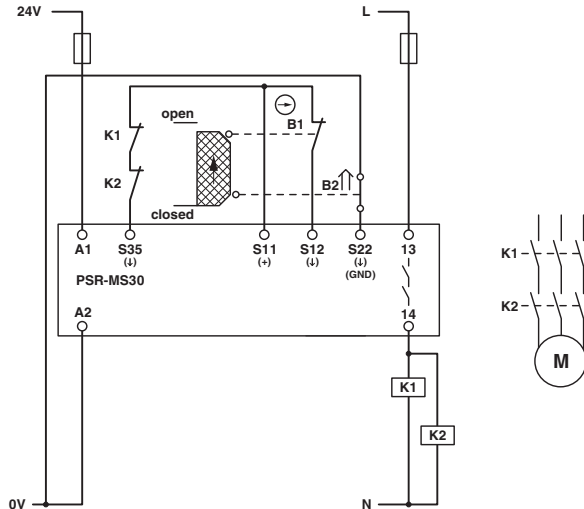 24V
L
open
K1
B1
K2
B2
closed
A1
S35
(↓)
S11
(+)
S12
(↓)
S22
(↓)
(GND)
13
PSR-MS30
A2
14
K1
K2
M
K1
K2
0V
N